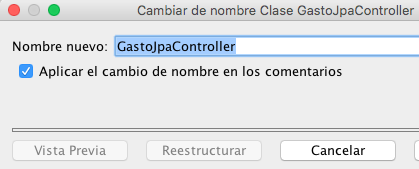 Cambiar de nombre Clase GastoJpaController
Nombre nuevo: GastoJpaController
Aplicar el cambio de nombre en los comentarios
Vista Previa Reestructurar Cancelar